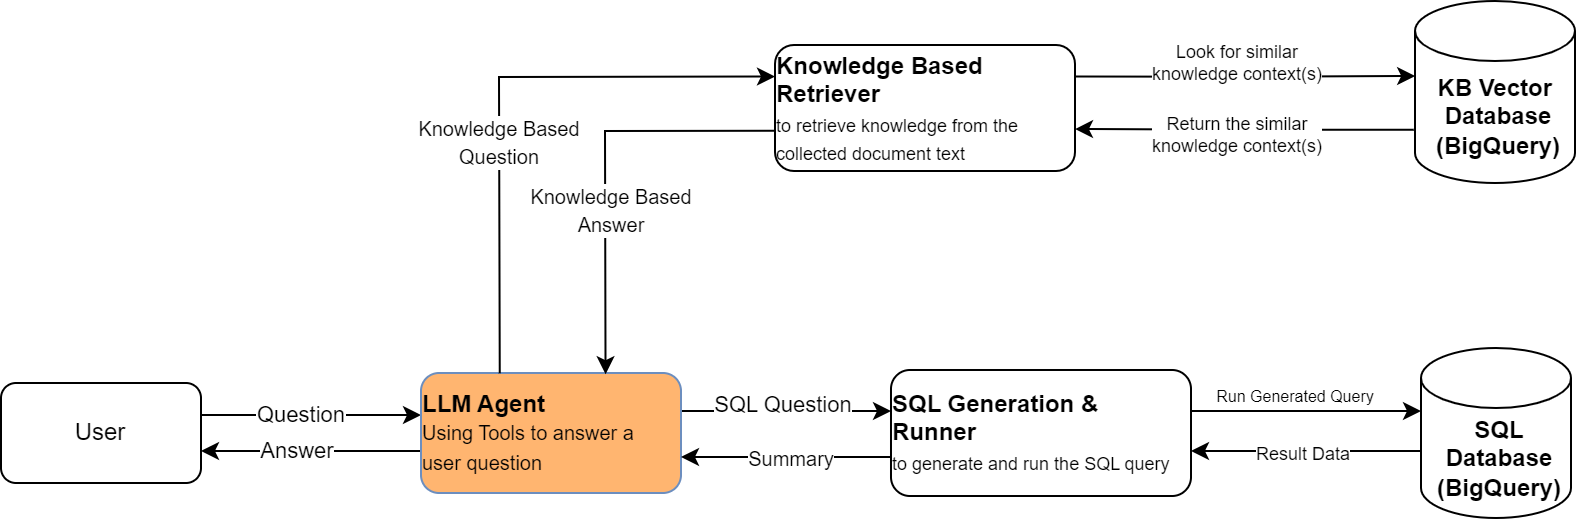 Knowledge Based
Retriever
to retrieve knowledge from the
collected document text
Look for similar
knowledge context(s)
Return the similar
knowledge context(s)
KB Vector
Database
(BigQuery)
Knowledge Based
Question
Knowledge Based
Answer
User
Question
Answer
LLM Agent
Using Tools to answer a
user question
SQL Question
Summary
SQL Generation &
Runner
to generate and run the SQL query
Run Generated Query
Result Data
SQL
Database
(BigQuery)